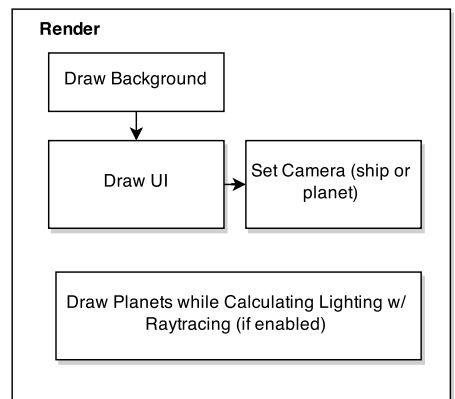 Render
Draw Background
Draw UI
Set Camera (ship or
planet)
Draw Planets while Calculating Lighting w/
Raytracing (if enabled)